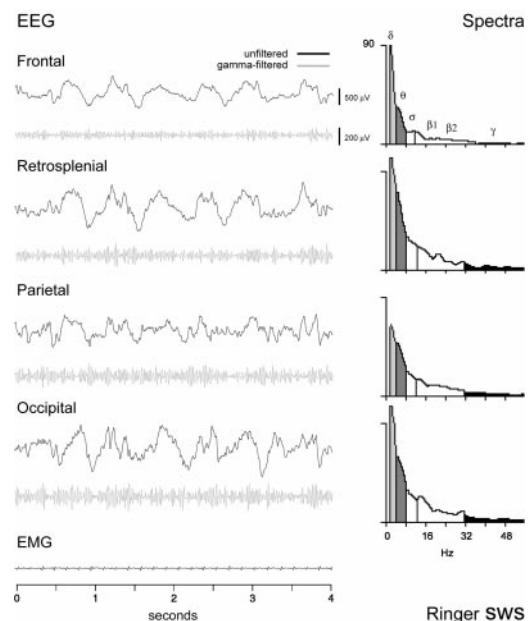 EEG
Spectra
unfiltered
gamma-filtered
Frontal
500 µV
200 µV
90
δ
θ
σ
β1
β2
γ
Retrosplenial
Parietal
Occipital
EMG
0 1 2 3 4
seconds
0 16 32 48
Hz
Ringer SWS